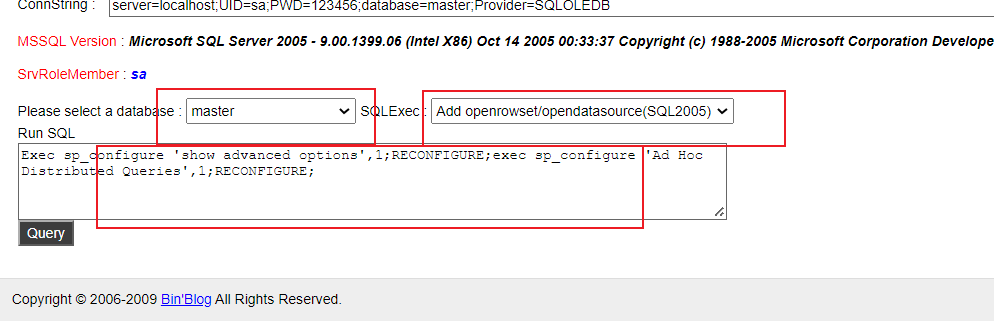 ConnString : server=localhost;UID=sa;PWD=123456;database=master;Provider=SQLOLEDB
MSSQL Version : Microsoft SQL Server 2005 - 9.00.1399.06 (Intel X86) Oct 14 2005 00:33:37 Copyright (c) 1988-2005 Microsoft Corporation Develope
SrvRoleMember : sa
Please select a database : master SQLExec : Add openrowset/opendatasource(SQL2005)
Run SQL
Exec sp_configure 'show advanced options',1;RECONFIGURE;exec sp_configure 'Ad Hoc
Distributed Queries',1;RECONFIGURE;
Query
Copyright © 2006-2009 Bin'Blog All Rights Reserved.